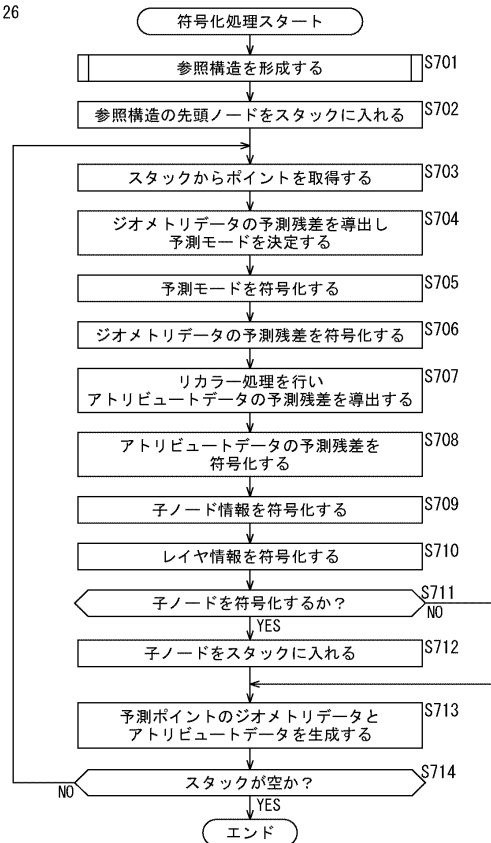 26
符号化処理スタート
参照構造を形成する
S701
参照構造の先頭ノードをスタックに入れる
S702
スタックからポイントを取得する
S703
ジオメトリデータの予測残差を導出し
予測モードを決定する
S704
予測モードを符号化する
S705
ジオメトリデータの予測残差を符号化する
S706
リカラー処理を行い
アトリビュートデータの予測残差を導出する
S707
アトリビュートデータの予測残差を
符号化する
S708
子ノード情報を符号化する
S709
レイヤ情報を符号化する
S710
子ノードを符号化するか?
S711
NO
YES
子ノードをスタックに入れる
S712
予測ポイントのジオメトリデータと
アトリビュートデータを生成する
S713
スタックが空か?
S714
NO
YES
エンド